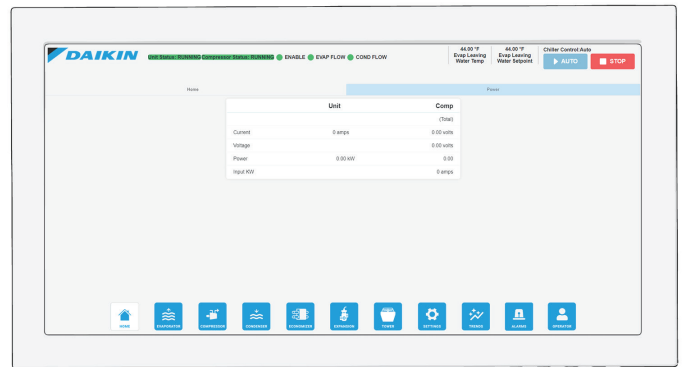 DAIKIN
Unit Status: RUNNING Compressor Status: RUNNING ENABLE EVAP FLOW COND FLOW
44.00 °F
Evap Leaving
Water Temp
44.00 °F
Evap Leaving
Water Setpoint
Chiller Control:Auto
AUTO
STOP
Home
Power
Unit Comp
(Total)
Current 0 amps 0.00 volts
Voltage 0.00 volts
Power 0.00 kW 0.00
Input KW 0 amps
HOME EVAPORATOR COMPRESSOR CONDENSER ECONOMIZER EXPANSION TOWER SETTINGS TRENDS ALARMS OPERATOR